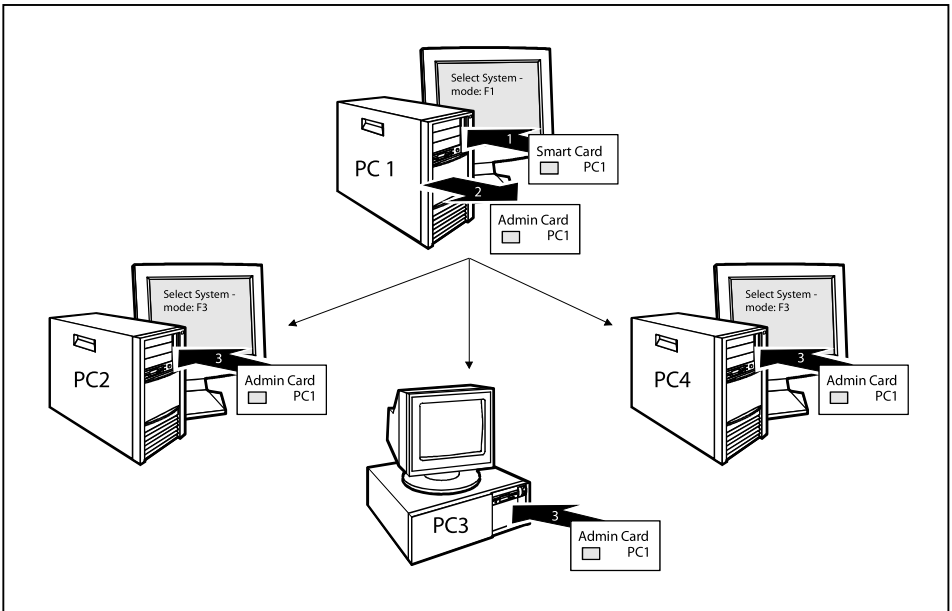 Select System -
mode: F1
PC 1
1
Smart Card
PC1
2
Admin Card
PC1
Select System -
mode: F3
PC2
3
Admin Card
PC1
Select System -
mode: F3
PC4
3
Admin Card
PC1
PC3
3
Admin Card
PC1